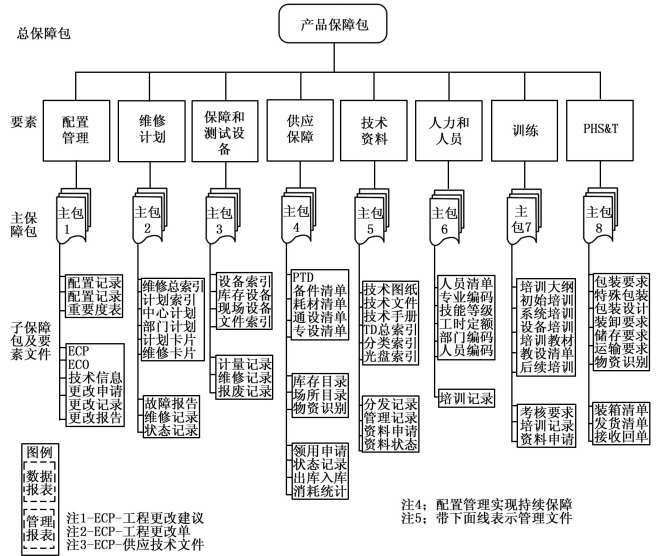 总保障包
产品保障包
要素
配置
管理
维修
计划
保障和
测试设
备
供应
保障
技术
资料
人力和
人员
训练
PHS&T
主保
障包
主包
1
主包
2
主包
3
主包
4
主包
5
主包
6
主
包7
主包
8
子保障
包及要
素文件
配置记录
配置记录
重要度表
ECP
ECO
技术信息
更改申请
更改记录
更改报告
维修总索引
计划索引
中心计划
部门计划
计划卡片
维修卡片
故障报告
维修记录
状态记录
设备索引
库存设备
现场设备
文件索引
计量记录
维修记录
报废记录
PTD
备件清单
耗材清单
通设清单
专设清单
库存目录
场所目录
物资识别
领用申请
状态记录
出库入库
消耗统计
技术图纸
技术文件
技术手册
TD总索引
分类索引
光盘索引
分发记录
管理记录
资料申请
资料状态
人员清单
专业编码
技能等级
工时定额
部门编码
人员编码
培训记录
培训大纲
初始培训
系统培训
设备培训
培训教材
教设清单
后续培训
考核要求
培训记录
资料申请
包装要求
特殊包装
包装设计
装卸要求
储存要求
运输要求
物资识别
装箱清单
发货清单
接收回单
图例
数据
报表
管理
报表
注1-ECP-工程更改建议
注2-ECP-工程更改单
注3-ECP-供应技术文件
注4；配置管理实现持续保障
注5；带下面线表示管理文件